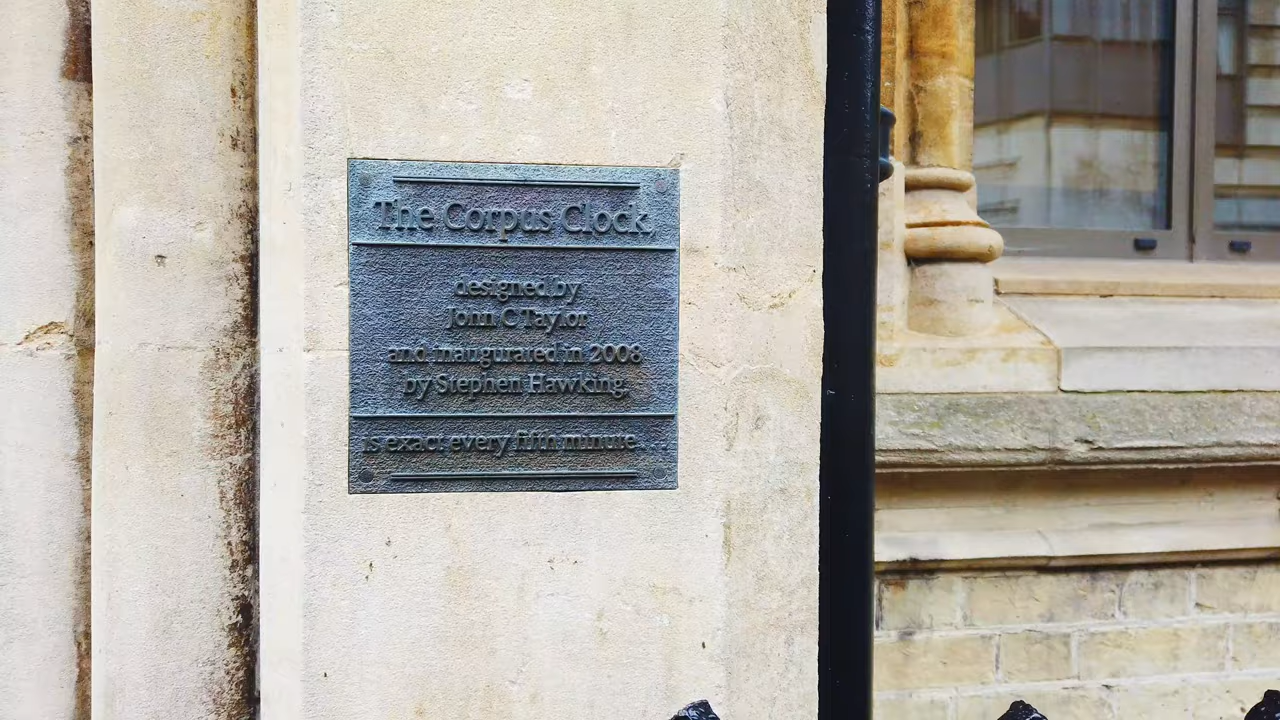 The Corpus Clock,
designed by
John C Taylor
and inaugurated in 2008
by Stephen Hawking,
is exact every fifth minute . . .